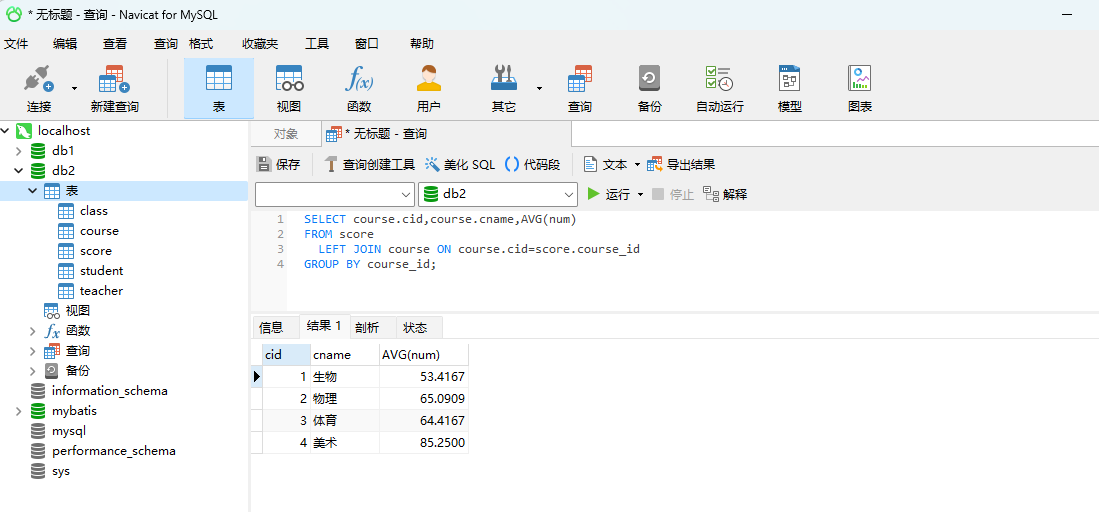 * 无标题 - 查询 - Navicat for MySQL
文件 编辑 查看 查询 格式 收藏夹 工具 窗口 帮助
连接 新建查询 表 视图 函数 用户 其它 查询 备份 自动运行 模型 图表
f(x)
localhost
db1
db2
表
class
course
score
student
teacher
视图
fx 函数
查询
备份
information_schema
mybatis
mysql
performance_schema
sys
对象 * 无标题 - 查询
保存 查询创建工具 美化 SQL () 代码段 文本 导出结果
db2 运行 停止 解释
1 SELECT course.cid,course.cname,AVG(num)
2 FROM score
3 LEFT JOIN course ON course.cid=score.course_id
4 GROUP BY course_id;
信息 结果 1 剖析 状态
cid cname AVG(num)
1 生物 53.4167
2 物理 65.0909
3 体育 64.4167
4 美术 85.2500